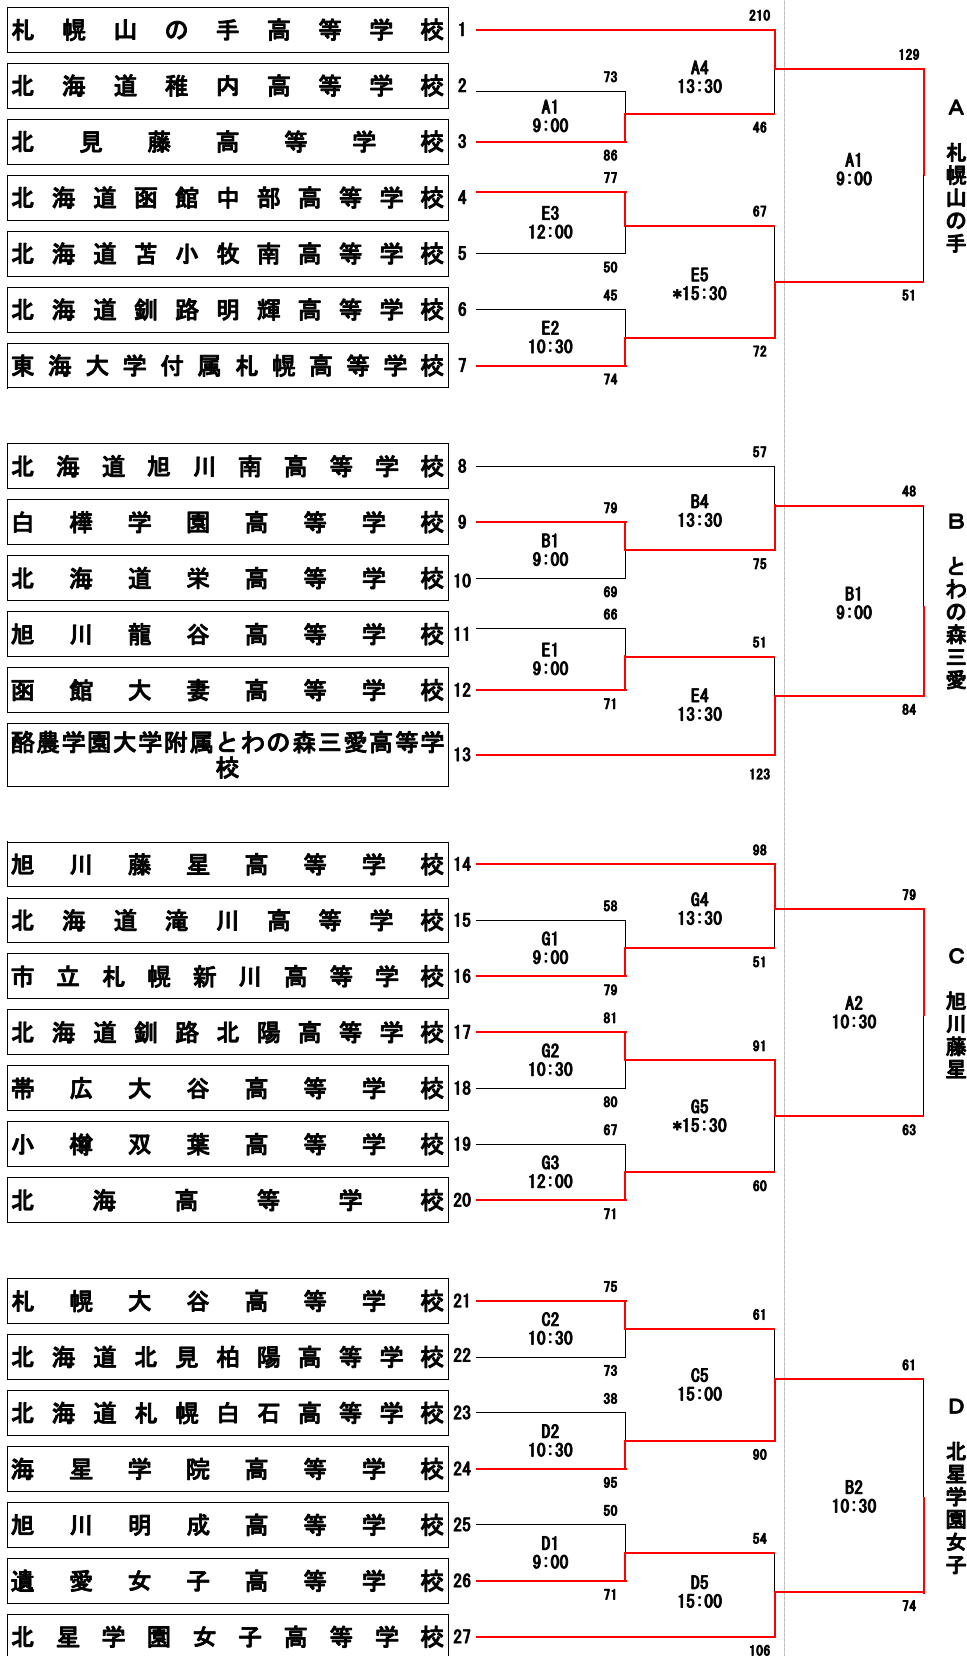 札幌山の手高等学校 1
北海道稚内高等学校 2
北見藤高等学校 3
北海道函館中部高等学校 4
北海道苫小牧南高等学校 5
北海道釧路明輝高等学校 6
東海大学付属札幌高等学校 7
210
73
A1
9:00
86
A4
13:30
46
77
E3
12:00
50
45
E2
10:30
74
67
E5
*15:30
72
129
A1
9:00
51
A 札幌山の手
北海道旭川南高等学校 8
白樺学園高等学校 9
北海道栄高等学校 10
旭川龍谷高等学校 11
函館大妻高等学校 12
酪農学園大学附属とわの森三愛高等学
校 13
57
79
B1
9:00
69
B4
13:30
75
66
E1
9:00
71
51
E4
13:30
123
48
B1
9:00
84
B とわの森三愛
旭川藤星高等学校 14
北海道滝川高等学校 15
市立札幌新川高等学校 16
北海道釧路北陽高等学校 17
帯広大谷高等学校 18
小樽双葉高等学校 19
北海高等学校 20
98
58
G1
9:00
79
G4
13:30
51
81
G2
10:30
80
67
G3
12:00
71
91
G5
*15:30
60
79
A2
10:30
63
C 旭川藤星
札幌大谷高等学校 21
北海道北見柏陽高等学校 22
北海道札幌白石高等学校 23
海星学院高等学校 24
旭川明成高等学校 25
遺愛女子高等学校 26
北星学園女子高等学校 27
75
C2
10:30
73
38
D2
10:30
95
61
C5
15:00
90
50
D1
9:00
71
54
D5
15:00
106
61
B2
10:30
74
D 北星学園女子